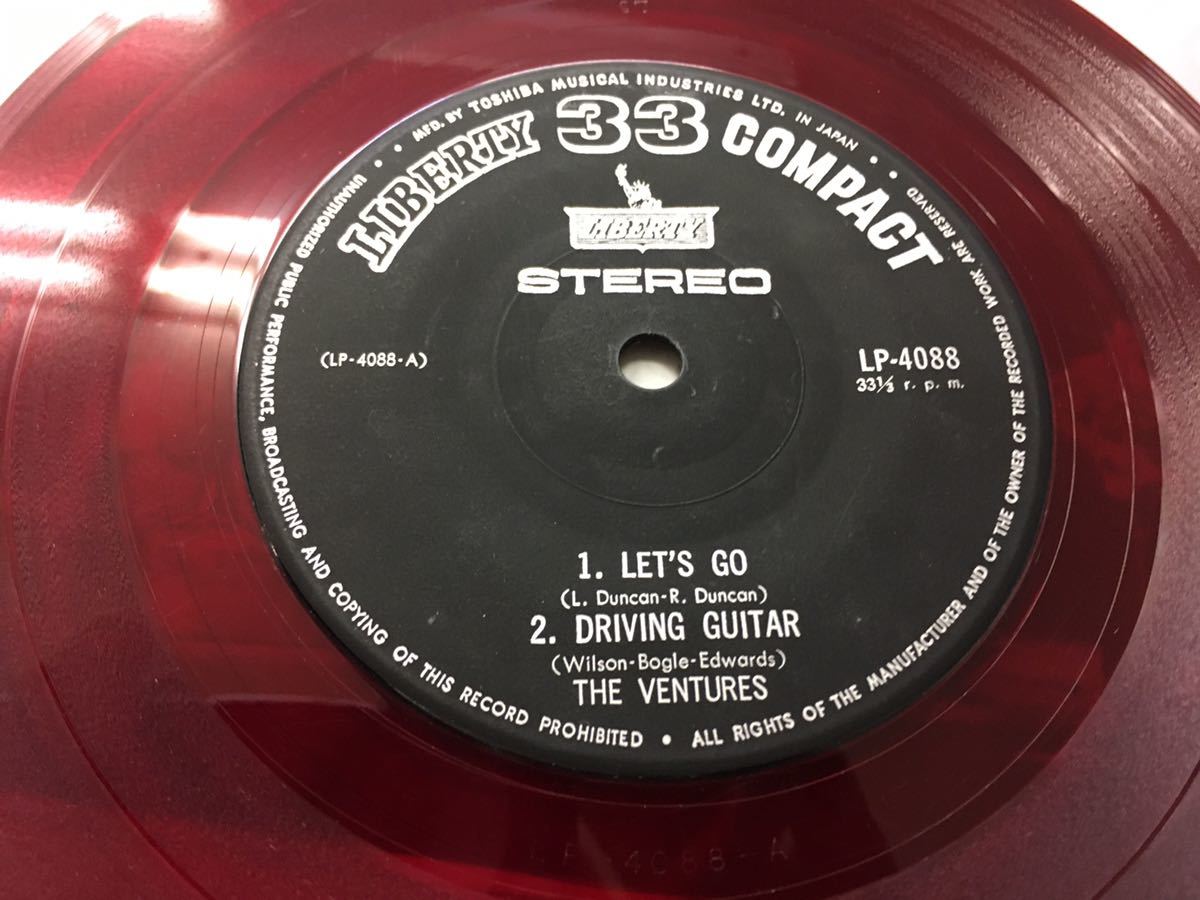 • • MFD. BY TOSHIBA MUSICAL INDUSTRIES LTD. IN JAPAN • •
LIBERTY 33 COMPACT
LIBERTY
STEREO
(LP-4088-A)
LP-4088
33⅓ r. p. m.
1. LET'S GO
(L. Duncan-R. Duncan)
2. DRIVING GUITAR
(Wilson-Bogle-Edwards)
THE VENTURES
UNAUTHORIZED PUBLIC PERFORMANCE, BROADCASTING AND COPYING OF THIS RECORD PROHIBITED • ALL RIGHTS OF THE MANUFACTURER AND OF THE OWNER OF THE RECORDED WORK ARE RESERVED
LP-4088-A